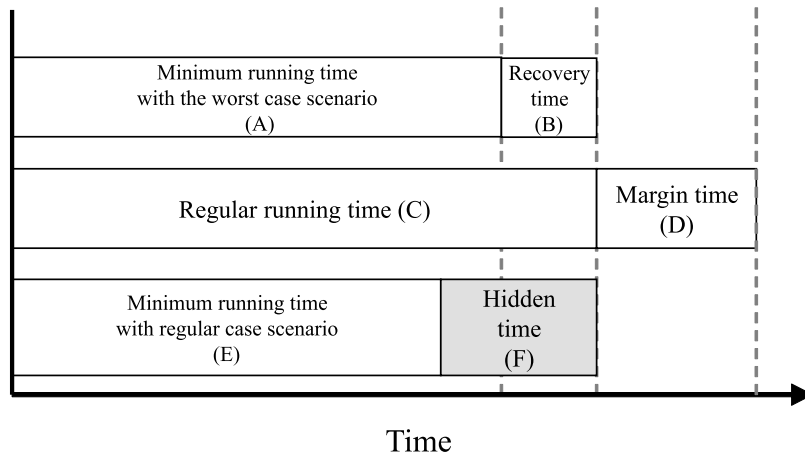 Minimum running time
with the worst case scenario
(A)
Recovery
time
(B)
Regular running time (C)
Margin time
(D)
Minimum running time
with regular case scenario
(E)
Hidden
time
(F)
Time